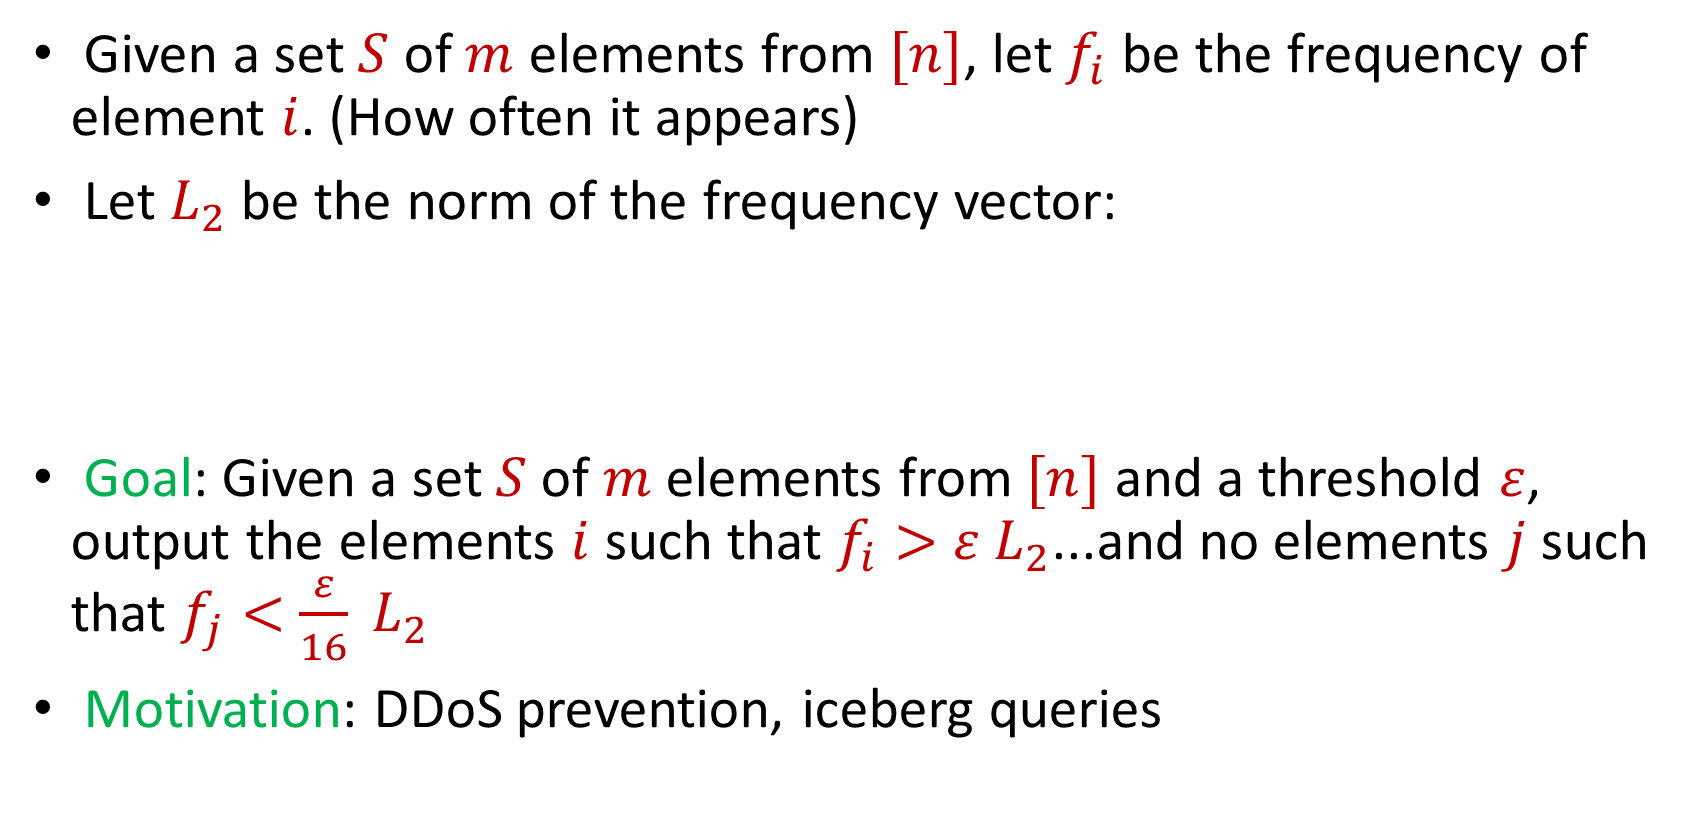 • Given a set S of m elements from [n], let fᵢ be the frequency of
element i. (How often it appears)
• Let L₂ be the norm of the frequency vector:
• Goal: Given a set S of m elements from [n] and a threshold ε,
output the elements i such that fᵢ > ε L₂...and no elements j such
that fⱼ < ε/16 L₂
• Motivation: DDoS prevention, iceberg queries